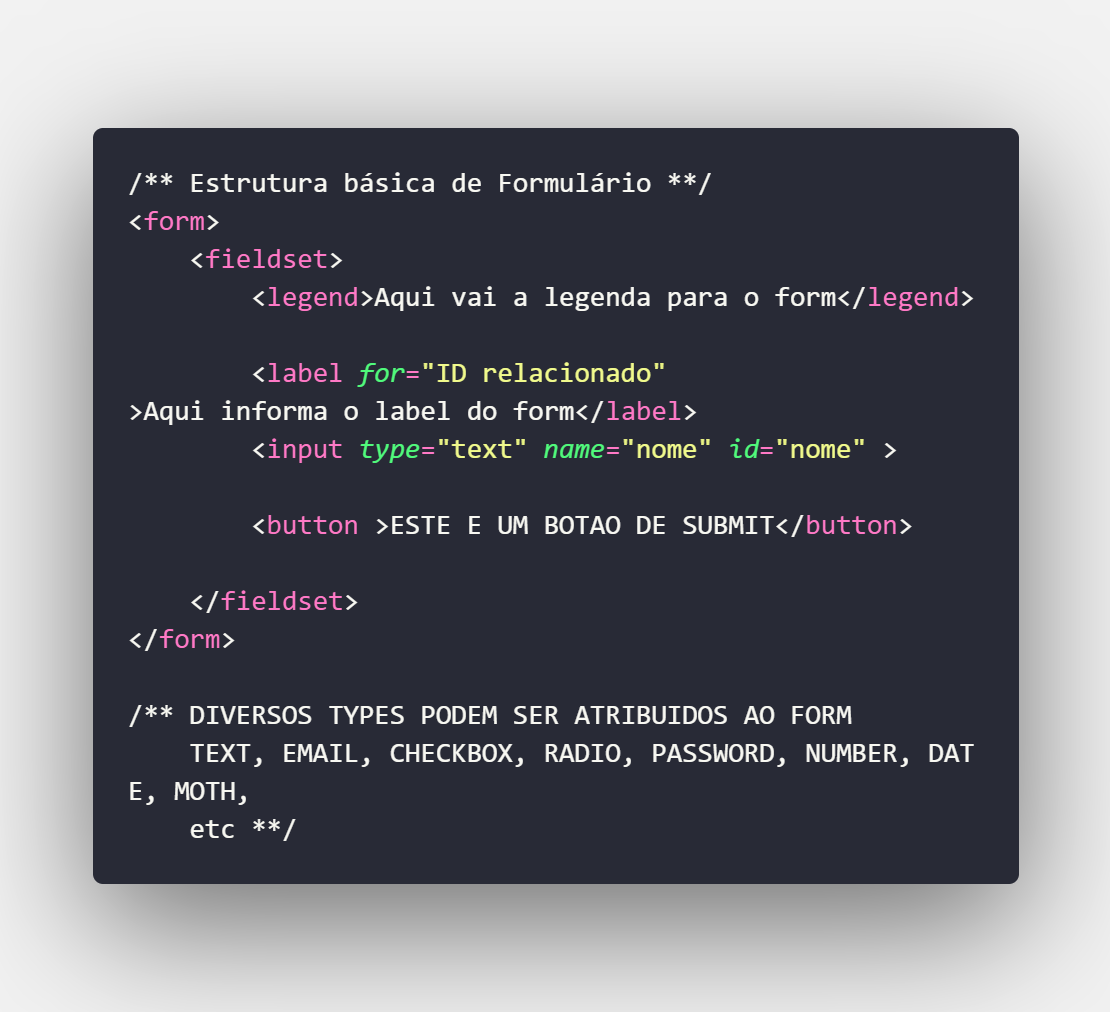 /** Estrutura básica de Formulário **/
<form>
    <fieldset>
        <legend>Aqui vai a legenda para o form</legend>

        <label for="ID relacionado"
>Aqui informa o label do form</label>
        <input type="text" name="nome" id="nome" >

        <button >ESTE E UM BOTAO DE SUBMIT</button>

    </fieldset>
</form>

/** DIVERSOS TYPES PODEM SER ATRIBUIDOS AO FORM
    TEXT, EMAIL, CHECKBOX, RADIO, PASSWORD, NUMBER, DAT
E, MOTH,
    etc **/